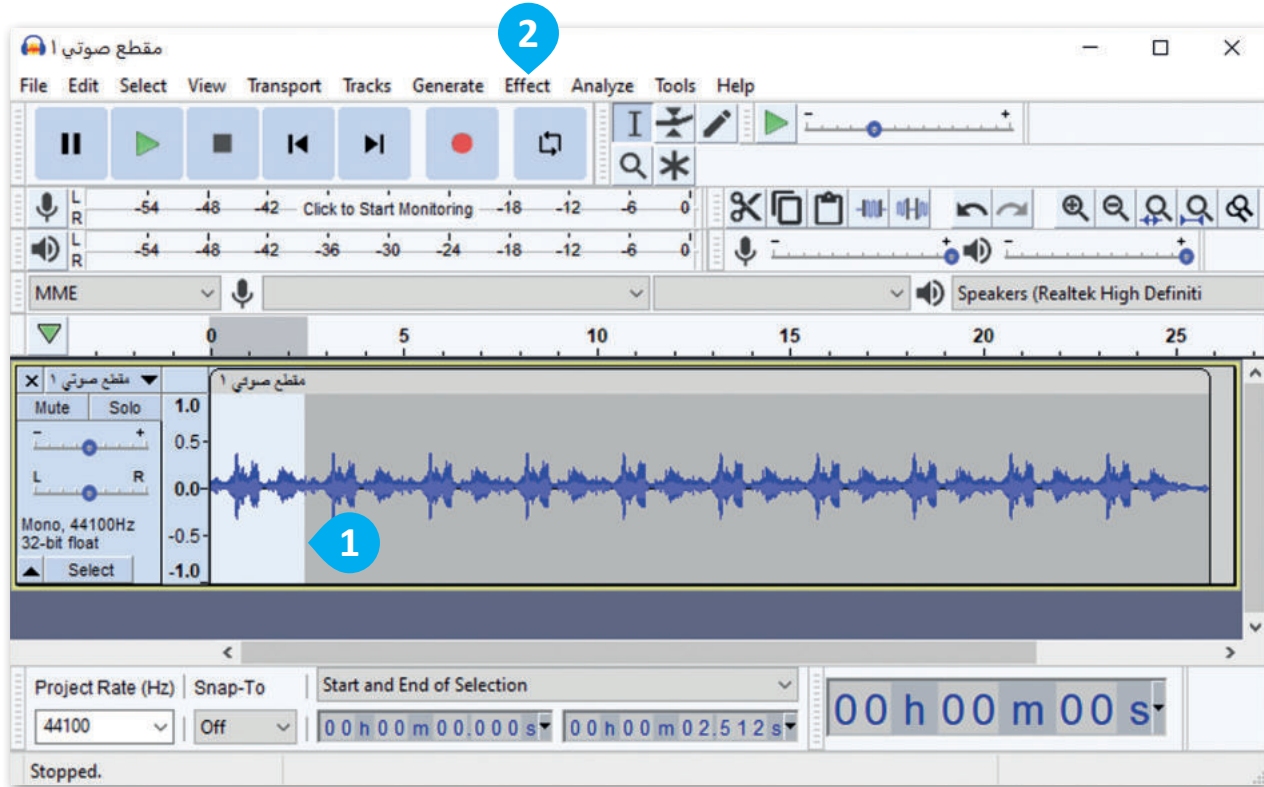 2
مقطع صوتي ١
File Edit Select View Transport Tracks Generate Effect Analyze Tools Help
- +
L R -54 -48 -42 Click to Start Monitoring -18 -12 -6 0
L R -54 -48 -42 -36 -30 -24 -18 -12 -6 0
- + - +
MME Speakers (Realtek High Definiti
0 5 10 15 20 25
مقطع صوتي ١
مقطع صوتي ١
Mute Solo
- +
L R
Mono, 44100Hz
32-bit float
Select
1.0
0.5
0.0
-0.5
-1.0
1
Project Rate (Hz) Snap-To Start and End of Selection
44100 Off 00h00m00.000s 00h00m02.512s 00h00m00s
Stopped.